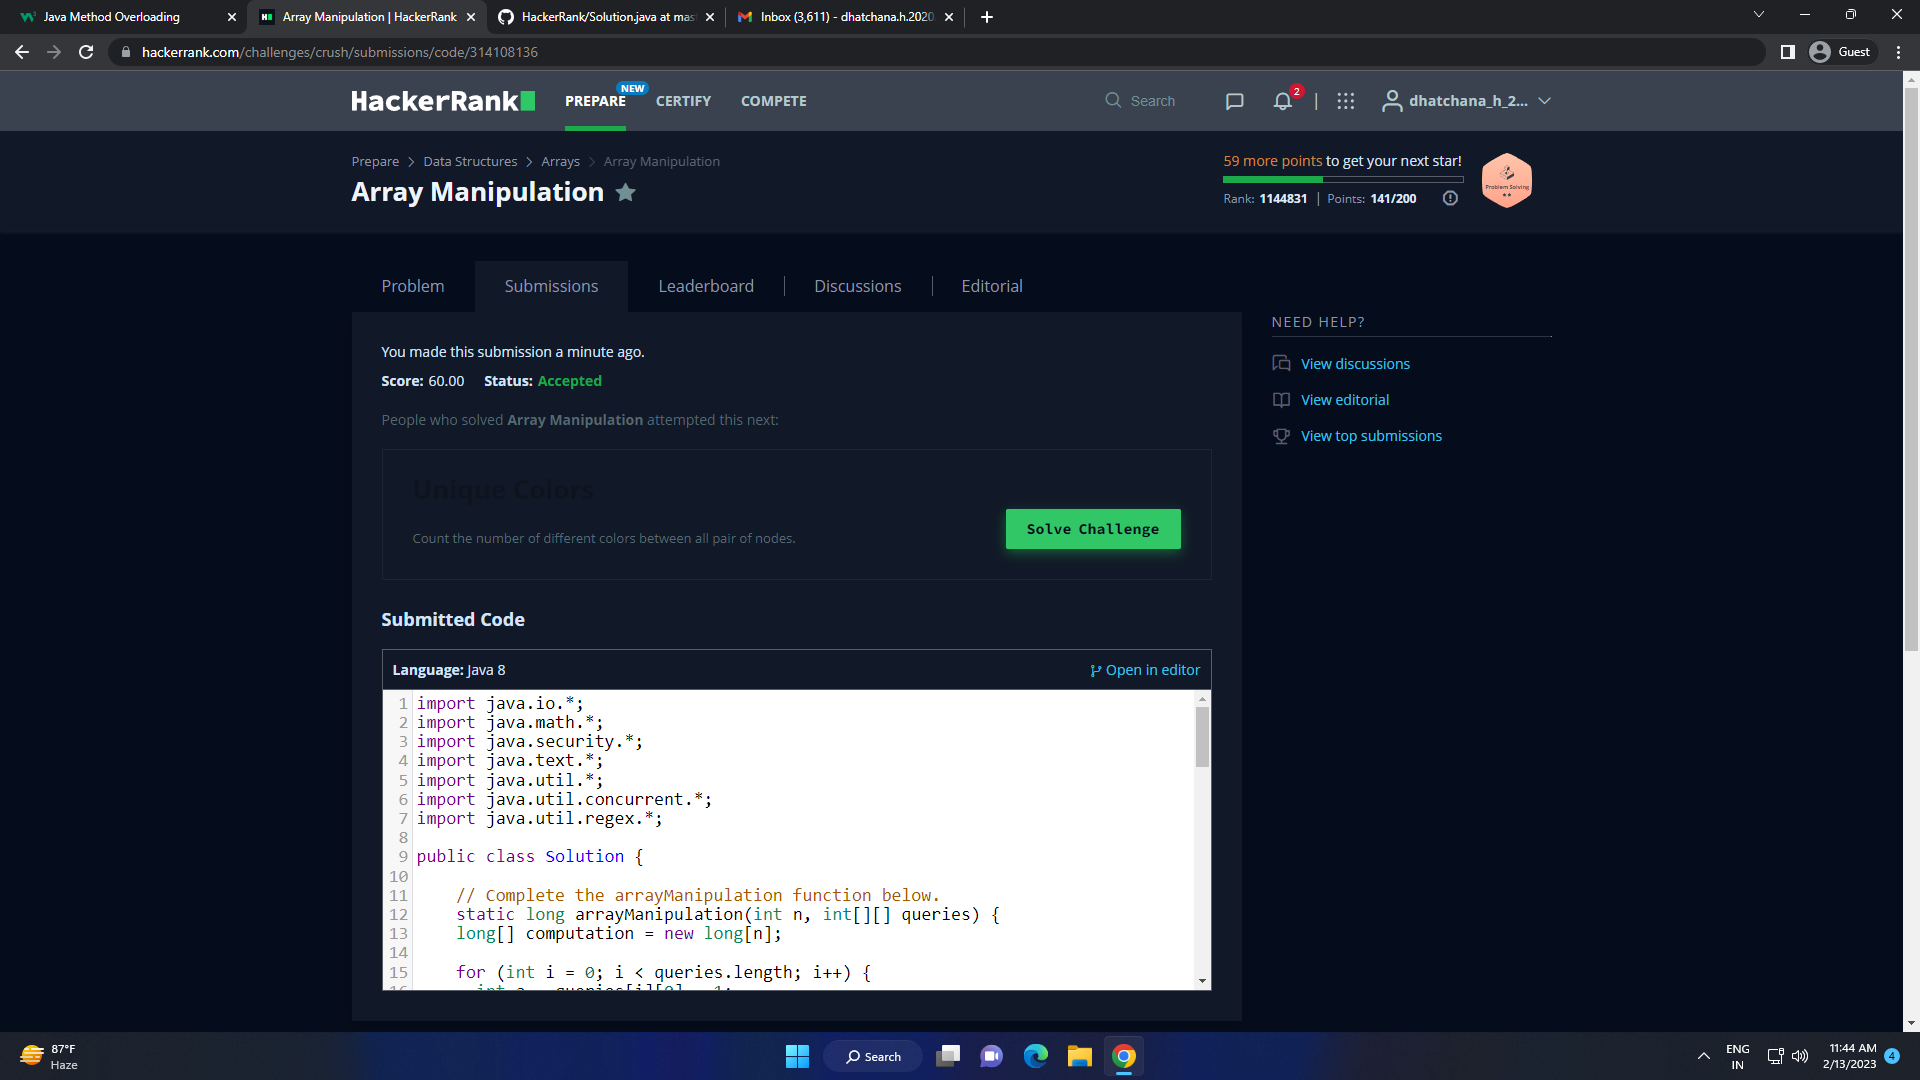 Java Method Overloading
Array Manipulation | HackerRank
HackerRank/Solution.java at mas
Inbox (3,611) - dhatchana.h.2020
hackerrank.com/challenges/crush/submissions/code/314108136
Guest
HackerRank
PREPARE
NEW
CERTIFY
COMPETE
Search
2
dhatchana_h_2...
Prepare > Data Structures > Arrays > Array Manipulation
Array Manipulation
59 more points to get your next star!
Rank: 1144831 | Points: 141/200
Problem Solving
Problem
Submissions
Leaderboard
Discussions
Editorial
You made this submission a minute ago.
Score: 60.00 Status: Accepted
People who solved Array Manipulation attempted this next:
Unique Colors
Count the number of different colors between all pair of nodes.
Solve Challenge
NEED HELP?
View discussions
View editorial
View top submissions
Submitted Code
Language: Java 8
Open in editor
1 import java.io.*;
2 import java.math.*;
3 import java.security.*;
4 import java.text.*;
5 import java.util.*;
6 import java.util.concurrent.*;
7 import java.util.regex.*;
8
9 public class Solution {
10
11 // Complete the arrayManipulation function below.
12 static long arrayManipulation(int n, int[][] queries) {
13 long[] computation = new long[n];
14
15 for (int i = 0; i < queries.length; i++) {
16 int a = queries[i][0] - 1;
87°F
Haze
Search
ENG
IN
11:44 AM
2/13/2023
4